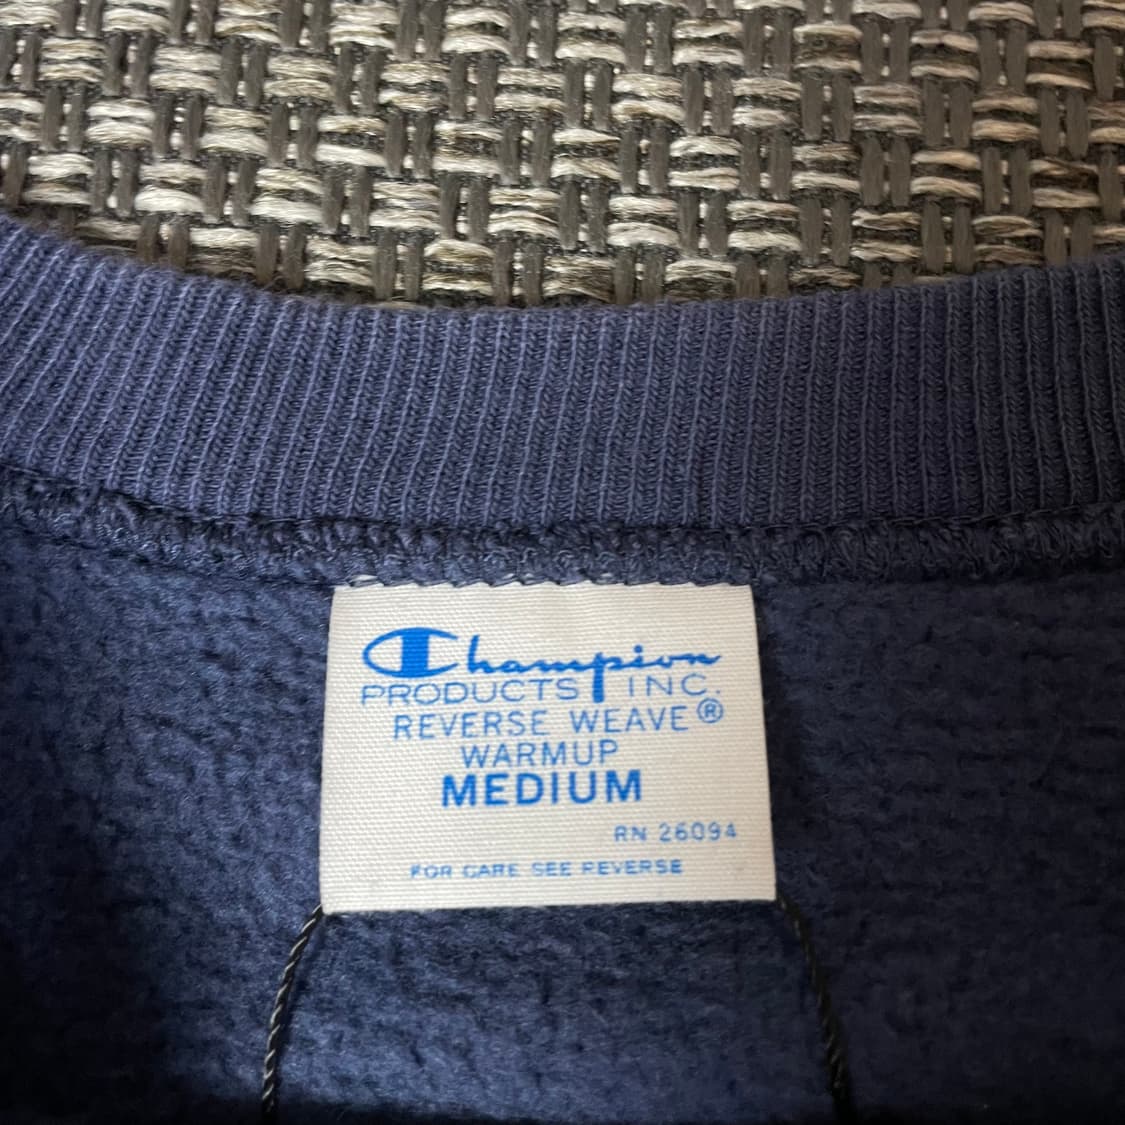 Champion
PRODUCTS INC.
REVERSE WEAVE®
WARMUP
MEDIUM
RN 26094
FOR CARE SEE REVERSE